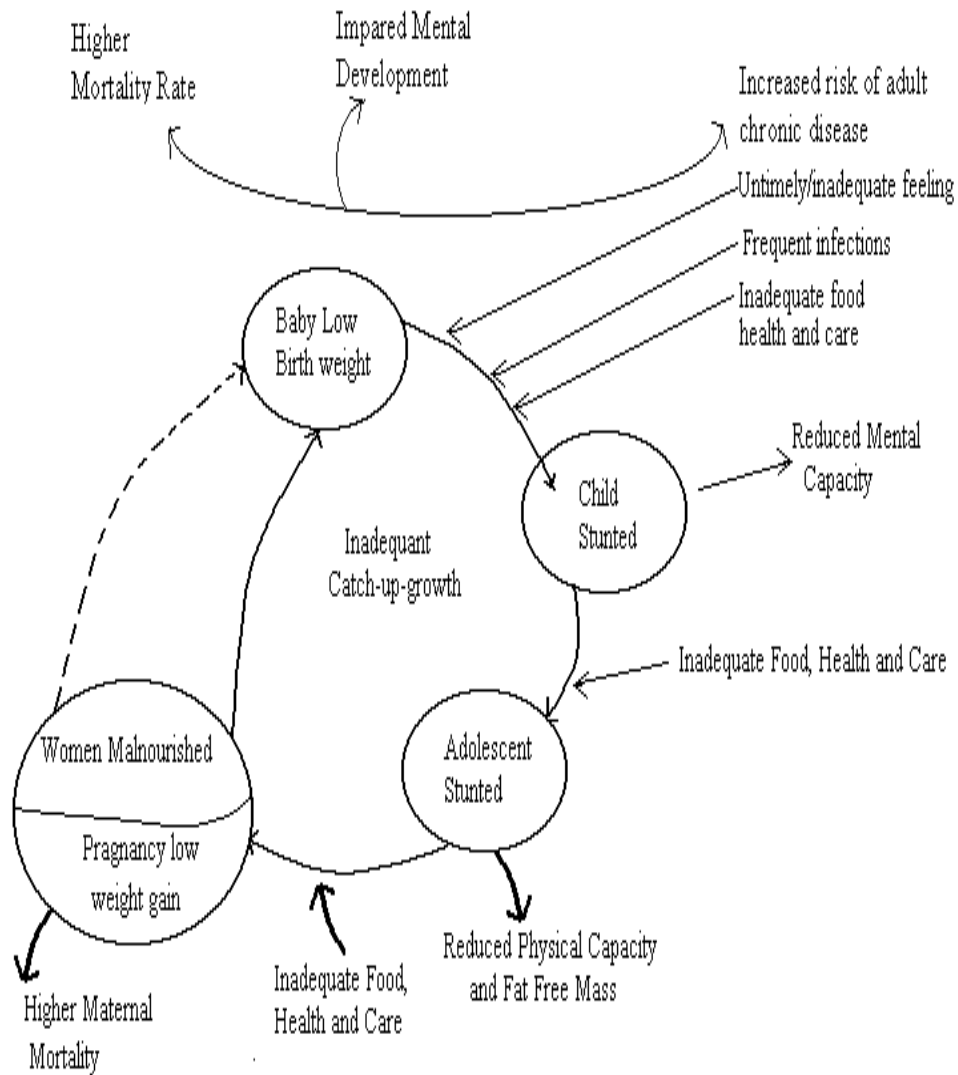 Higher
Mortality Rate
Impared Mental
Development
Increased risk of adult
chronic disease
Untimely/inadequate feeling
Frequent infections
Inadequate food
health and care
Baby Low
Birth weight
Reduced Mental
Capacity
Child
Stunted
Inadequant
Catch-up-growth
Inadequate Food, Health and Care
Women Malnourished
Adolescent
Stunted
Pragnancy low
weight gain
Reduced Physical Capacity
and Fat Free Mass
Inadequate Food,
Health and Care
Higher Maternal
Mortality